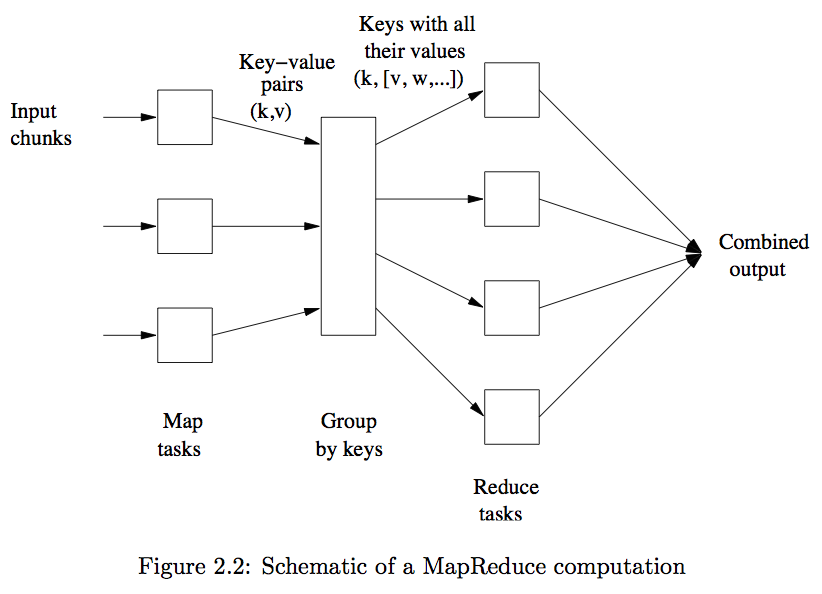 Input
chunks
Key−value
pairs
(k,v)
Keys with all
their values
(k, [v, w,...])
Combined
output
Map
tasks
Group
by keys
Reduce
tasks
Figure 2.2: Schematic of a MapReduce computation